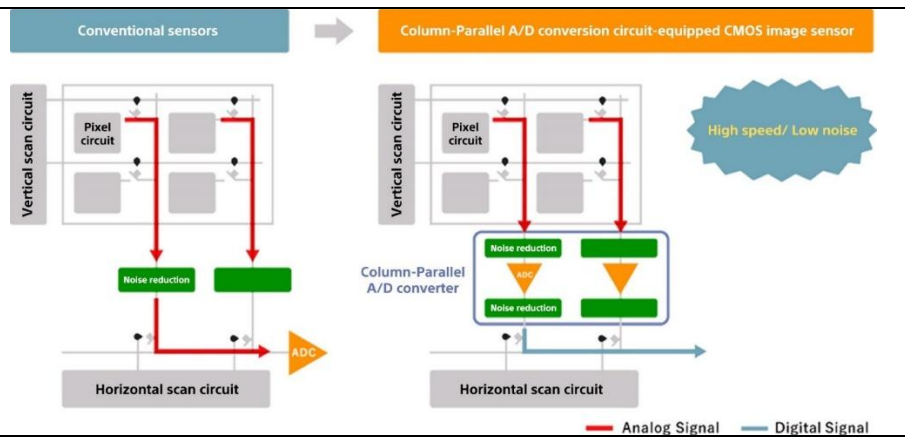 Conventional sensors
Column-Parallel A/D conversion circuit-equipped CMOS image sensor
Vertical scan circuit
Pixel
circuit
Noise reduction
ADC
Horizontal scan circuit
Vertical scan circuit
Pixel
circuit
High speed/ Low noise
Column-Parallel
A/D converter
Noise reduction
ADC
Noise reduction
Horizontal scan circuit
Analog Signal
Digital Signal